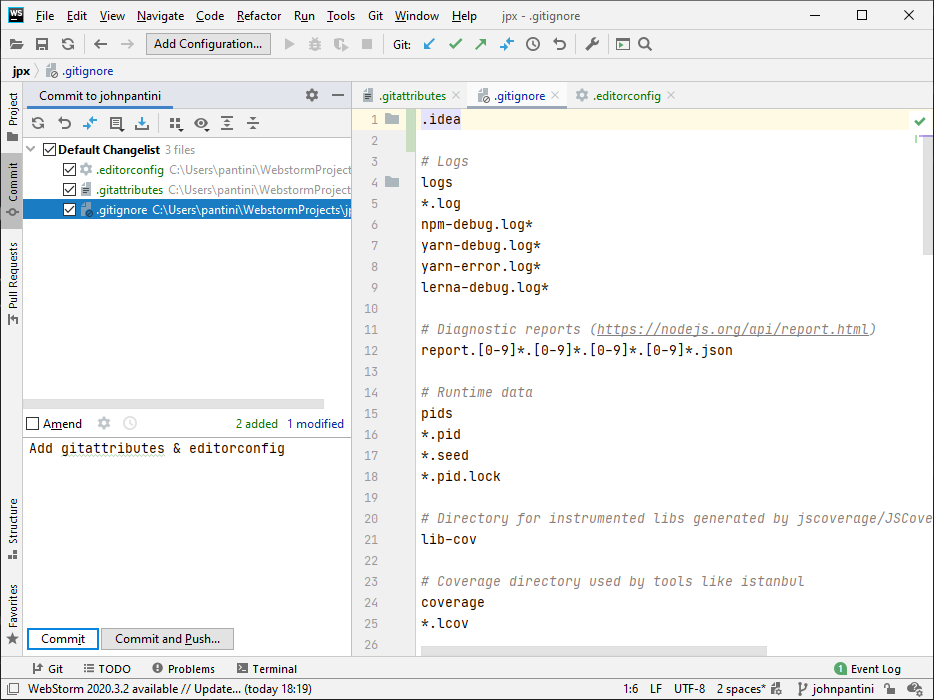 WS File Edit View Navigate Code Refactor Run Tools Git Window Help jpx - .gitignore
Add Configuration... Git:
jpx .gitignore
Project
Commit
Pull Requests
Structure
Favorites
Commit to johnpantini
Default Changelist 3 files
.editorconfig C:\Users\pantini\WebstormProject
.gitattributes C:\Users\pantini\WebstormProject
.gitignore C:\Users\pantini\WebstormProjects\jp
Amend 2 added 1 modified
Add gitattributes & editorconfig
Commit Commit and Push...
.gitattributes .gitignore .editorconfig
1 .idea
2
3 # Logs
4 logs
5 *.log
6 npm-debug.log*
7 yarn-debug.log*
8 yarn-error.log*
9 lerna-debug.log*
10
11 # Diagnostic reports (https://nodejs.org/api/report.html)
12 report.[0-9]*.[0-9]*.[0-9]*.[0-9]*.json
13
14 # Runtime data
15 pids
16 *.pid
17 *.seed
18 *.pid.lock
19
20 # Directory for instrumented libs generated by jscoverage/JSCove
21 lib-cov
22
23 # Coverage directory used by tools like istanbul
24 coverage
25 *.lcov
26
Git TODO Problems Terminal 1 Event Log
WebStorm 2020.3.2 available // Update... (today 18:19) 1:6 LF UTF-8 2 spaces* johnpantini